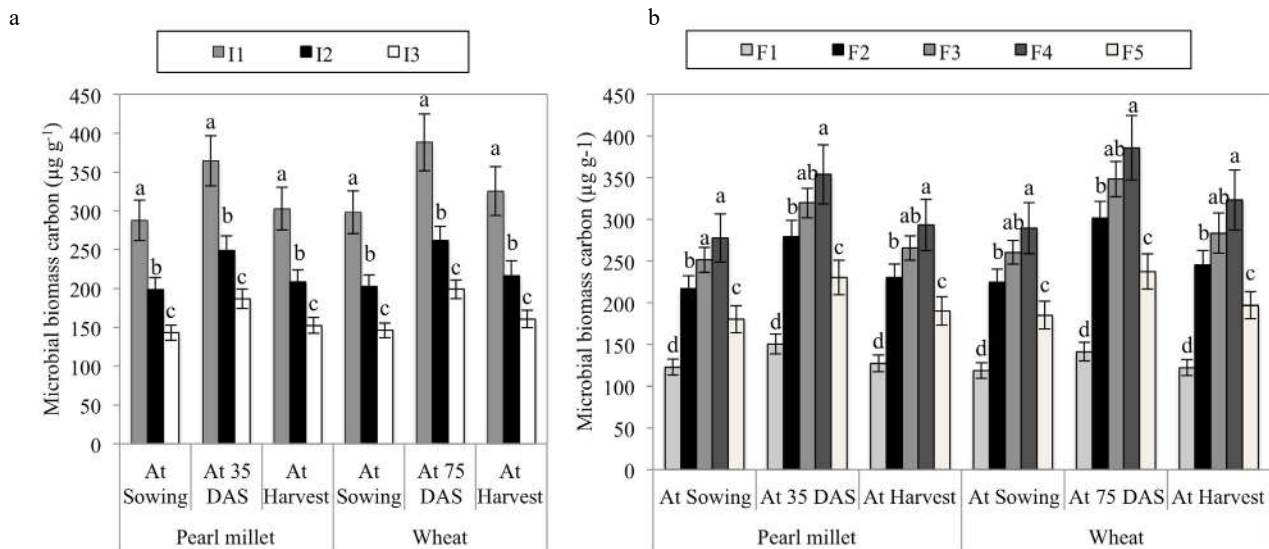 a
I1 I2 I3
Microbial biomass carbon (µg g⁻¹)
450
400
350
300
250
200
150
100
50
0
a b c a b c a b c a b c a b c a b c
At Sowing
At 35 DAS
At Harvest
At Sowing
At 75 DAS
At Harvest
Pearl millet Wheat
b
F1 F2 F3 F4 F5
Microbial biomass carbon (µg g-1)
450
400
350
300
250
200
150
100
50
0
d b a a c d b ab a c d b ab a c d b ab a c d b ab a c d b ab a c
At Sowing At 35 DAS At Harvest At Sowing At 75 DAS At Harvest
Pearl millet Wheat